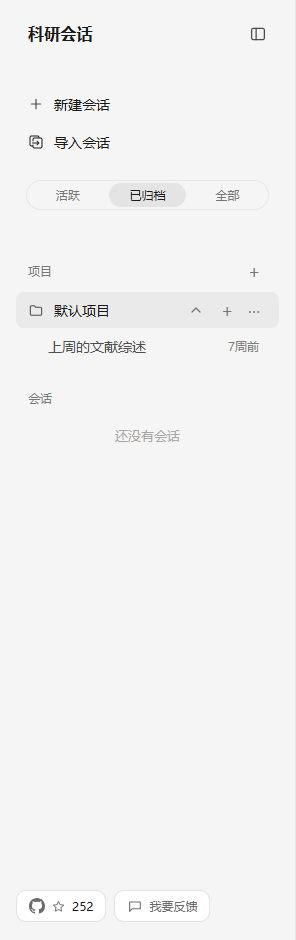 科研会话
新建会话
导入会话
活跃 已归档 全部
项目
默认项目
上周的文献综述 7周前
会话
还没有会话
252 我要反馈